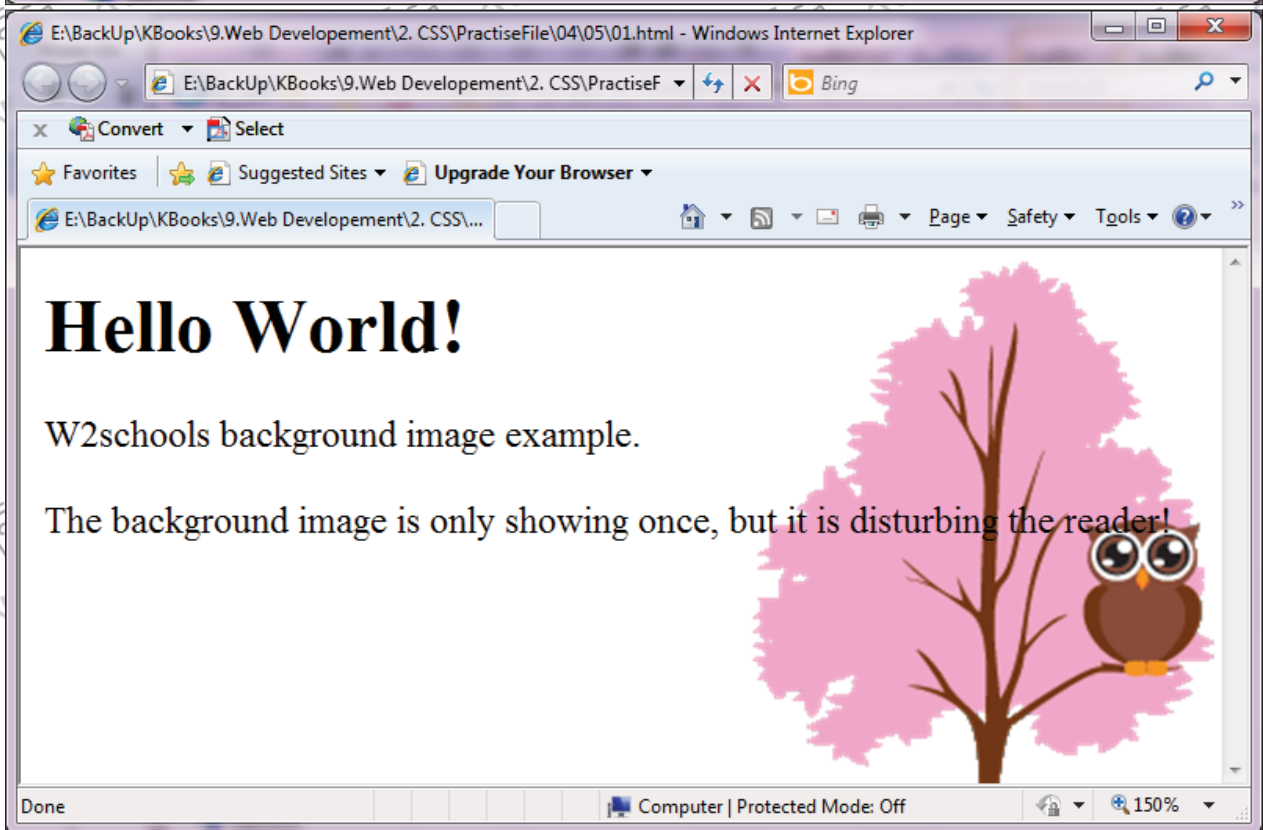 E:\BackUp\KBooks\9.Web Developement\2. CSS\PractiseFile\04\05\01.html - Windows Internet Explorer
E:\BackUp\KBooks\9.Web Developement\2. CSS\PractiseF Bing
x Convert Select
Favorites Suggested Sites Upgrade Your Browser
E:\BackUp\KBooks\9.Web Developement\2. CSS\... Page Safety Tools »
Hello World!
W2schools background image example.
The background image is only showing once, but it is disturbing the reader!
Done Computer | Protected Mode: Off 150%